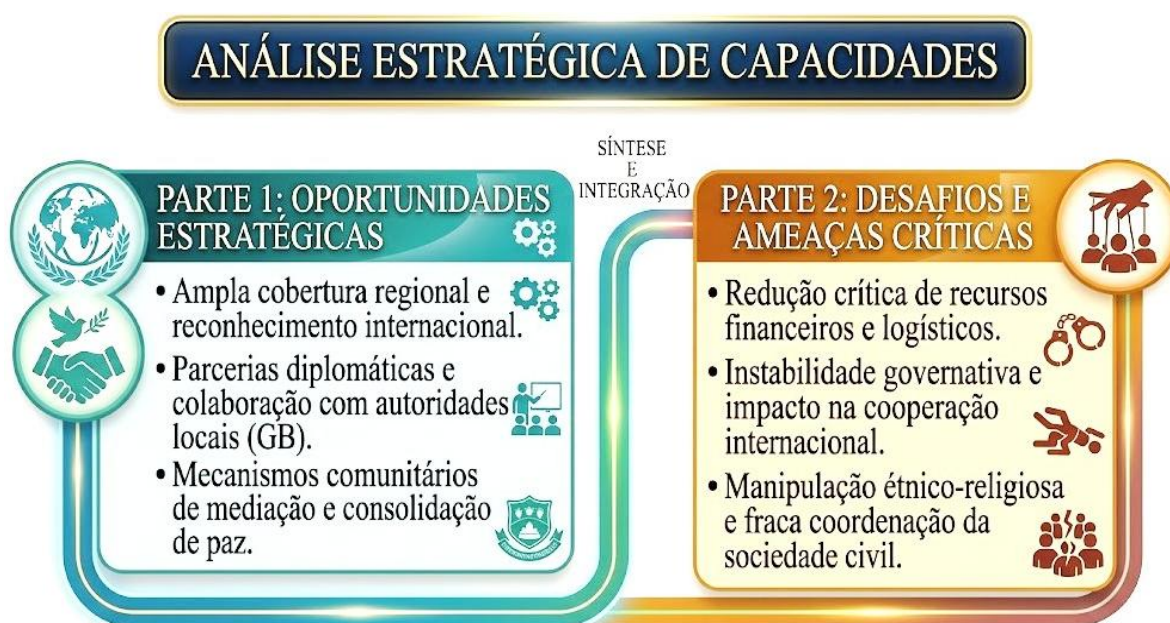 ANÁLISE ESTRATÉGICA DE CAPACIDADES
SÍNTESE
E
INTEGRAÇÃO
PARTE 1: OPORTUNIDADES
ESTRATÉGICAS
• Ampla cobertura regional e
reconhecimento internacional.
• Parcerias diplomáticas e
colaboração com autoridades
locais (GB).
• Mecanismos comunitários
de mediação e consolidação
de paz.
PARTE 2: DESAFIOS E
AMEAÇAS CRÍTICAS
• Redução crítica de recursos
financeiros e logísticos.
• Instabilidade governativa e
impacto na cooperação
internacional.
• Manipulação étnico-religiosa
e fraca coordenação da
sociedade civil.